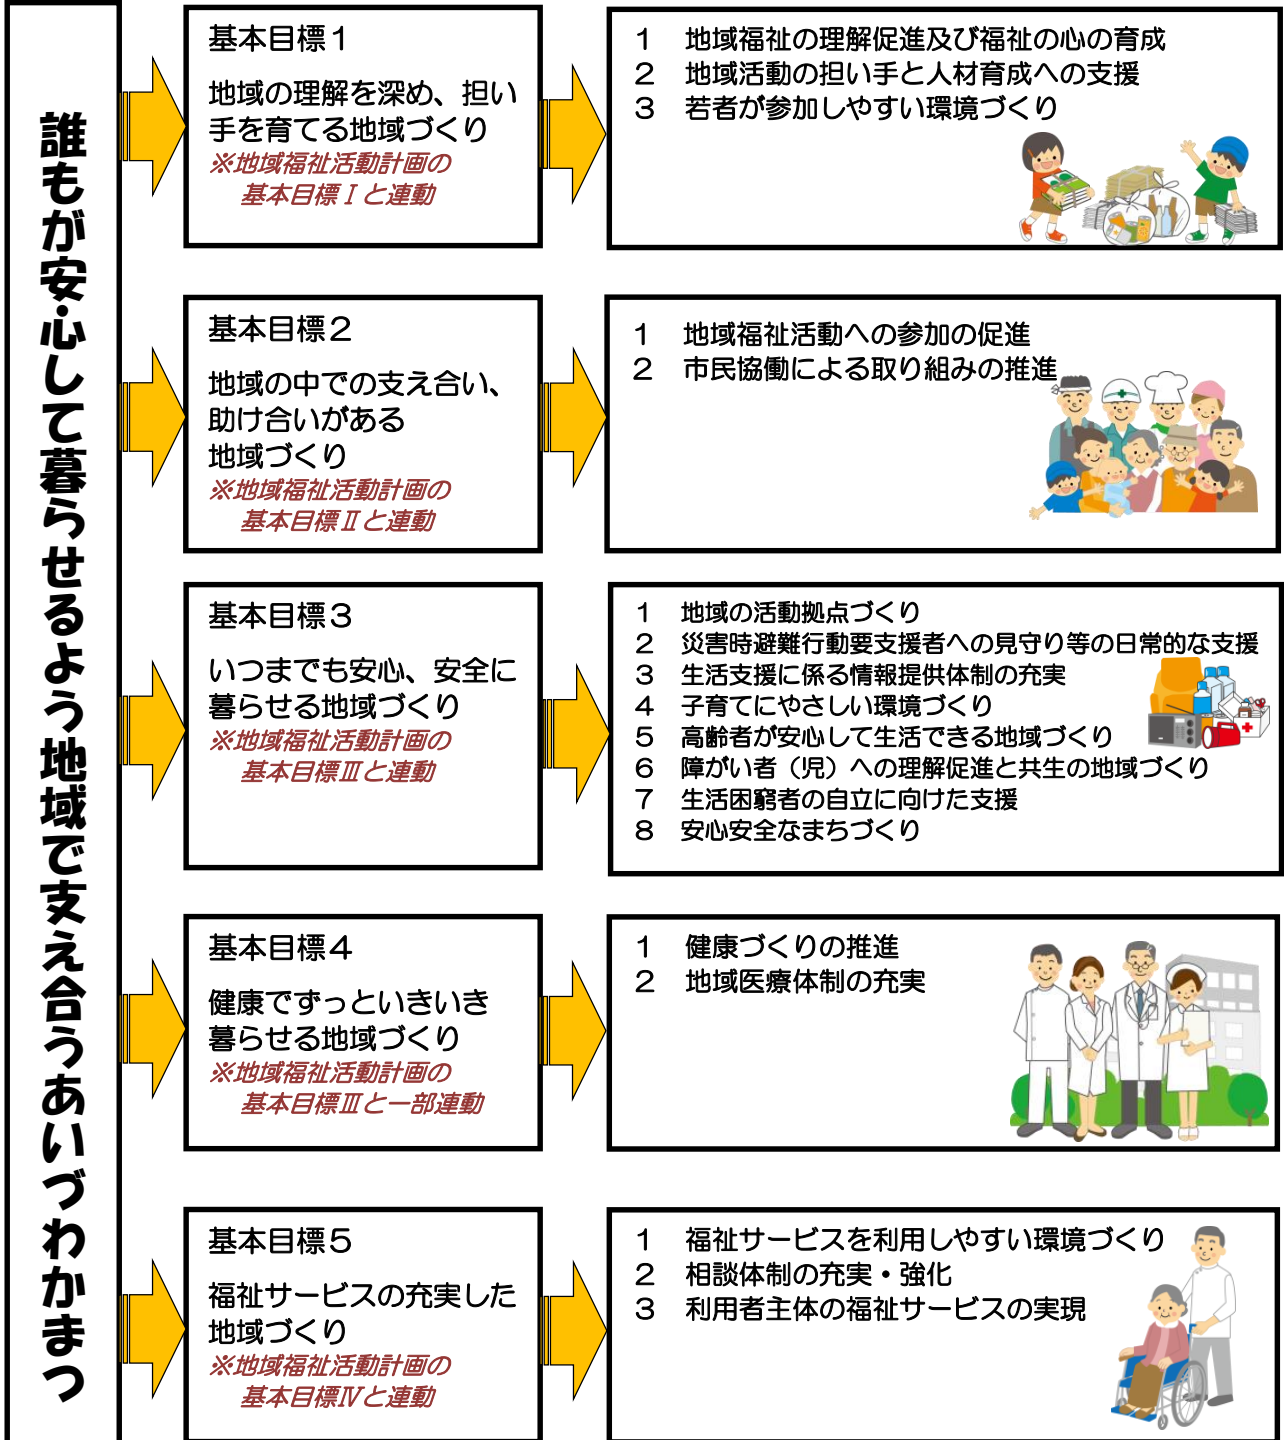 誰もが安心して暮らせるよう地域で支え合うあいづわかまつ
基本目標１
地域の理解を深め、担い
手を育てる地域づくり
※地域福祉活動計画の
基本目標Ⅰと連動
１　地域福祉の理解促進及び福祉の心の育成
２　地域活動の担い手と人材育成への支援
３　若者が参加しやすい環境づくり
基本目標２
地域の中での支え合い、
助け合いがある
地域づくり
※地域福祉活動計画の
基本目標Ⅱと連動
１　地域福祉活動への参加の促進
２　市民協働による取り組みの推進
基本目標３
いつまでも安心、安全に
暮らせる地域づくり
※地域福祉活動計画の
基本目標Ⅲと連動
１　地域の活動拠点づくり
２　災害時避難行動要支援者への見守り等の日常的な支援
３　生活支援に係る情報提供体制の充実
４　子育てにやさしい環境づくり
５　高齢者が安心して生活できる地域づくり
６　障がい者（児）への理解促進と共生の地域づくり
７　生活困窮者の自立に向けた支援
８　安心安全なまちづくり
基本目標４
健康でずっといきいき
暮らせる地域づくり
※地域福祉活動計画の
基本目標Ⅲと一部連動
１　健康づくりの推進
２　地域医療体制の充実
基本目標５
福祉サービスの充実した
地域づくり
※地域福祉活動計画の
基本目標Ⅳと連動
１　福祉サービスを利用しやすい環境づくり
２　相談体制の充実・強化
３　利用者主体の福祉サービスの実現